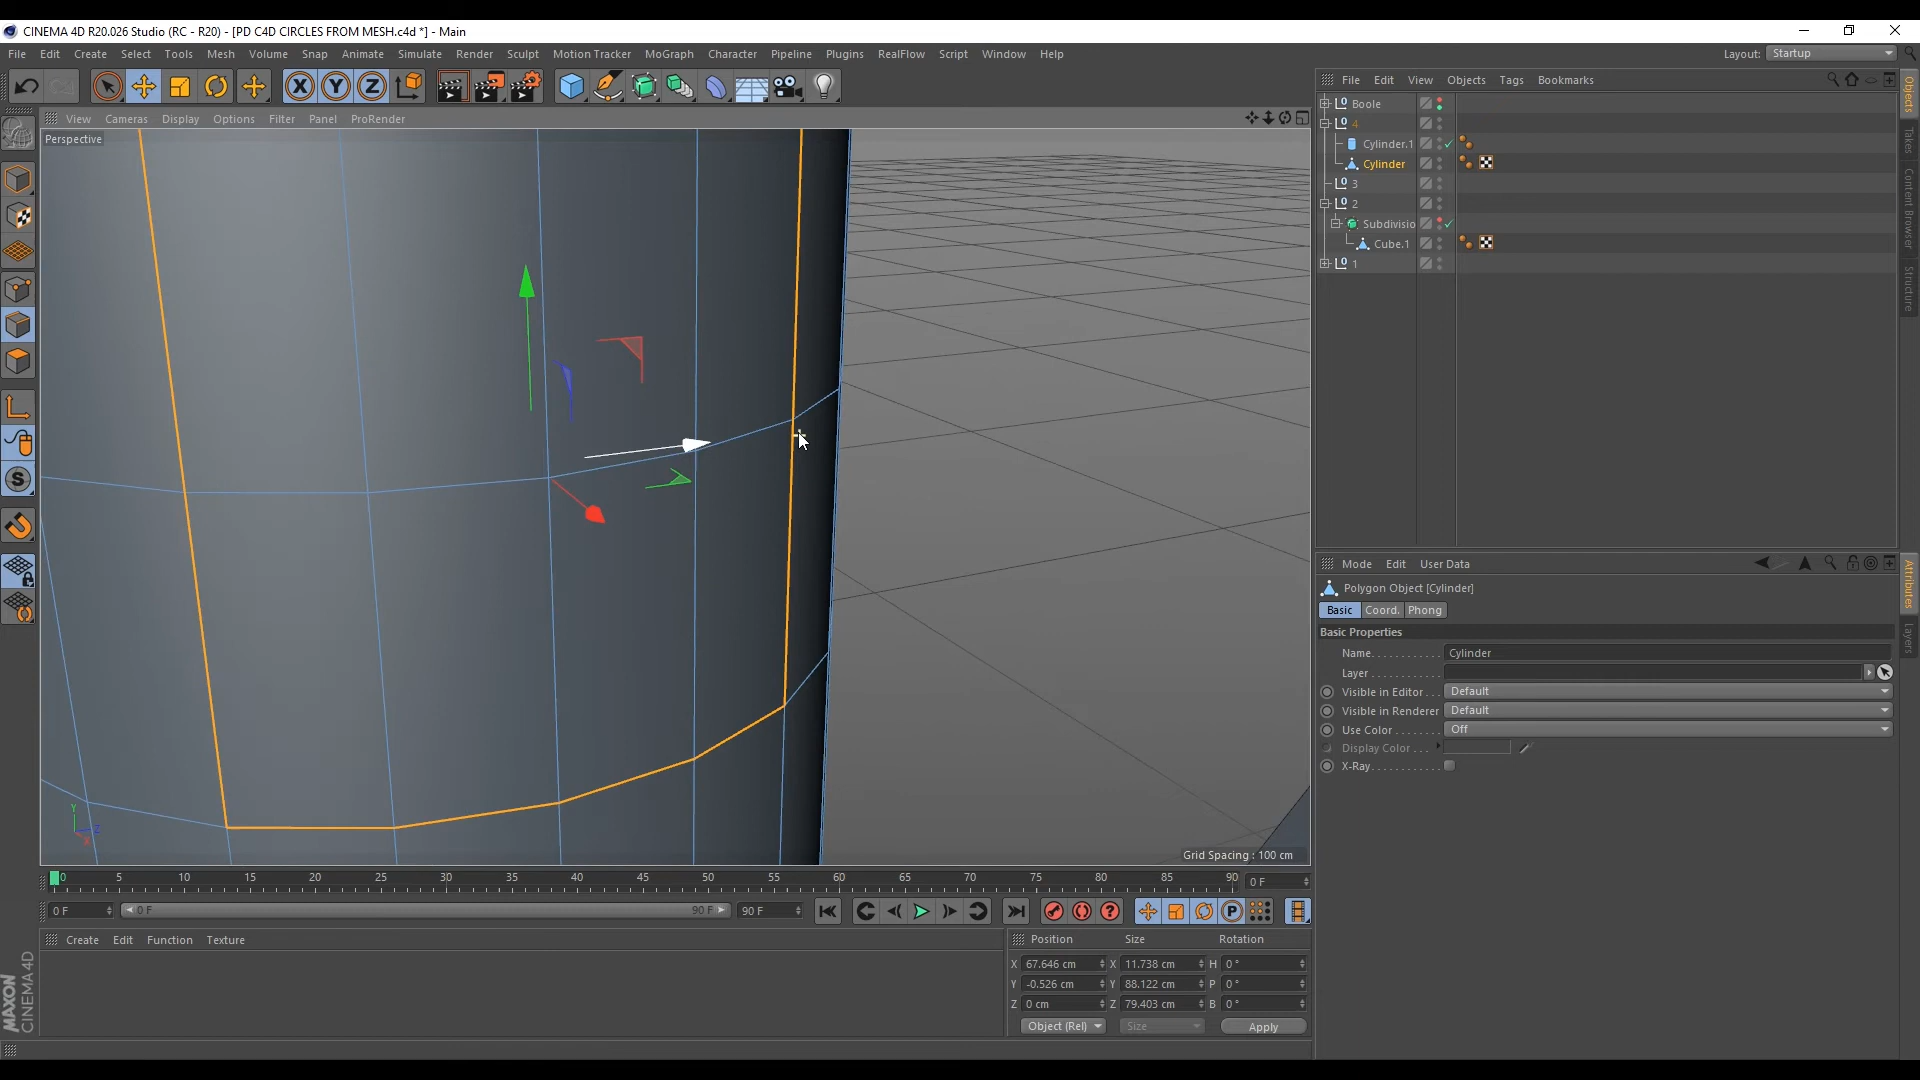 CINEMA 4D R20.026 Studio (RC - R20) - [PD C4D CIRCLES FROM MESH.c4d *] - Main
File Edit Create Select Tools Mesh Volume Snap Animate Simulate Render Sculpt Motion Tracker MoGraph Character Pipeline Plugins RealFlow Script Window Help
Layout: Startup
X Y Z
File Edit View Objects Tags Bookmarks
View Cameras Display Options Filter Panel ProRender
Perspective
Boole
4
Cylinder.1
Cylinder
3
2
Subdivisio
Cube.1
1
Objects
Takes
Content Browser
Structure
S
Mode Edit User Data
Polygon Object [Cylinder]
Basic Coord. Phong
Basic Properties
Name. . . . . . . . . . . Cylinder
Layer . . . . . . . . . . .
Visible in Editor . . . Default
Visible in Renderer Default
Use Color . . . . . . . Off
Display Color . . .
X-Ray. . . . . . . . . . .
Attributes
Layers
Y
Z
X
Grid Spacing : 100 cm
0 5 10 15 20 25 30 35 40 45 50 55 60 65 70 75 80 85 90
0 F
0 F 0 F 90 F 90 F
P
Create Edit Function Texture
Position Size Rotation
X 67.646 cm X 11.738 cm H 0 °
Y -0.526 cm Y 88.122 cm P 0 °
Z 0 cm Z 79.403 cm B 0 °
Object (Rel) Size Apply
MAXON
CINEMA 4D